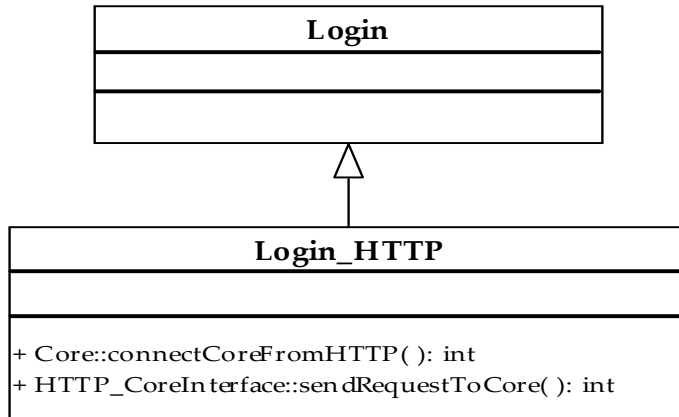 Login
Login_HTTP
+ Core::connectCoreFromHTTP( ): int
+ HTTP_CoreInterface::sendRequestToCore( ): int